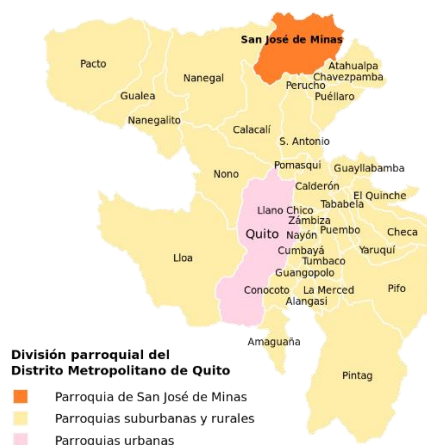 San José de Minas
Pacto
Nanegal
Atahualpa
Chavezpamba
Perucho
Puéllaro
Gualea
Nanegalito
Calacalí
S. Antonio
Pomasqui
Guayllabamba
Nono
Calderón
El Quinche
Tababela
Llano Chico
Zámbiza
Puembo
Checa
Quito
Nayón
Yaruquí
Cumbayá
Lloa
Tumbaco
Guangopolo
Pifo
Conocoto
La Merced
Alangasi
Amaguaña
Pintag
División parroquial del
Distrito Metropolitano de Quito
Parroquia de San José de Minas
Parroquias suburbanas y rurales
Parroquias urbanas